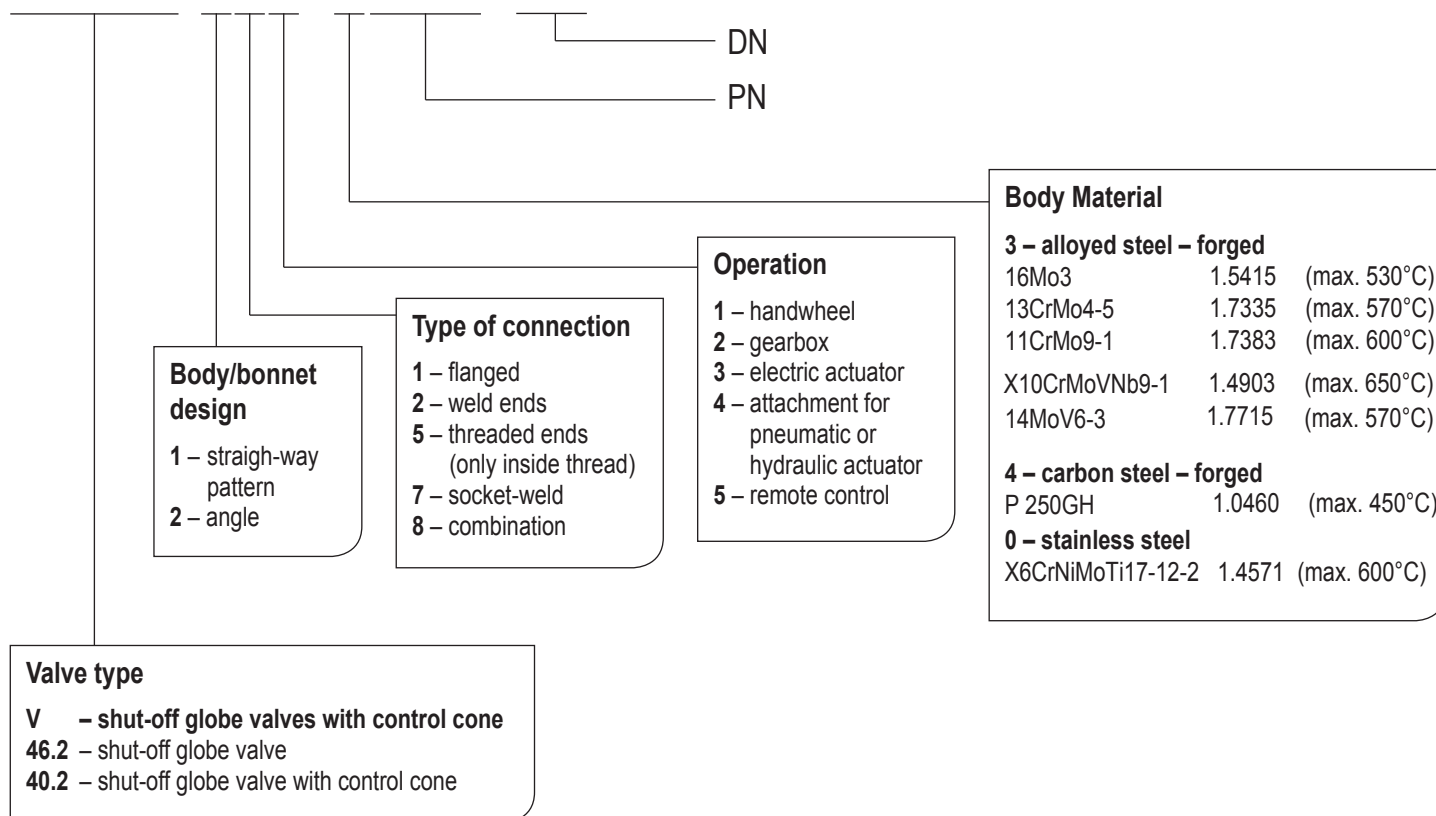 DN
PN
Body Material
3 – alloyed steel – forged
16Mo3 1.5415 (max. 530°C)
13CrMo4-5 1.7335 (max. 570°C)
11CrMo9-1 1.7383 (max. 600°C)
X10CrMoVNb9-1 1.4903 (max. 650°C)
14MoV6-3 1.7715 (max. 570°C)
4 – carbon steel – forged
P 250GH 1.0460 (max. 450°C)
0 – stainless steel
X6CrNiMoTi17-12-2 1.4571 (max. 600°C)
Operation
1 – handwheel
2 – gearbox
3 – electric actuator
4 – attachment for
pneumatic or
hydraulic actuator
5 – remote control
Type of connection
1 – flanged
2 – weld ends
5 – threaded ends
(only inside thread)
7 – socket-weld
8 – combination
Body/bonnet
design
1 – straigh-way
pattern
2 – angle
Valve type
V – shut-off globe valves with control cone
46.2 – shut-off globe valve
40.2 – shut-off globe valve with control cone